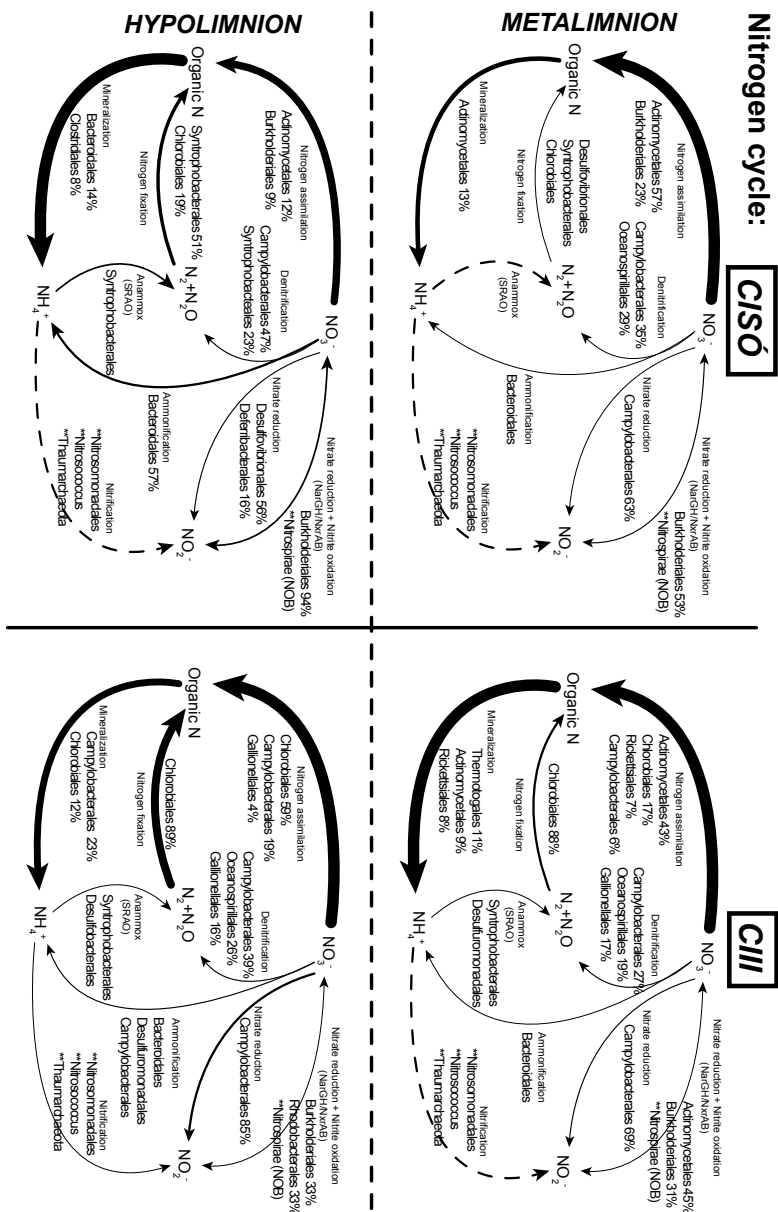 Nitrogen cycle:
CISÓ
CIII
METALIMNION
Nitrogen assimilation
Actinomycetales 57%
Burkholderiales 23%
Organic N
Mineralization
Actinomycetales 13%
Nitrogen fixation
Desulfovibrionales
Syntrophobacterales
Chlorobiales
Denitrification
Campylobacterales 35%
Oceanospirillales 29%
N2+N2O
Anammox
(SRAO)
NH4+
NO3-
Nitrate reduction + Nitrite oxidation
(NarGH/NxrAB)
Burkholderiales 53%
**Nitrospirae (NOB)
Nitrate reduction
Campylobacterales 63%
Ammonification
Bacteroidales
NO2-
Nitrification
**Nitrosomonadales
**Nitrosococcus
**Thaumarchaeota
Nitrogen assimilation
Actinomycetales 43%
Chlorobiales 17%
Rickettsiales 7%
Campylobacterales 6%
Organic N
Mineralization
Thermotogales 11%
Actinomycetales 9%
Rickettsiales 8%
Nitrogen fixation
Chlorobiales 88%
Denitrification
Campylobacterales 27%
Oceanospirillales 19%
Gallionellales 17%
N2+N2O
Anammox
(SRAO)
Syntrophobacterales
Desulfuromonadales
NH4+
NO3-
Nitrate reduction + Nitrite oxidation
(NarGH/NxrAB)
Actinomycetales 45%
Burkholderiales 31%
**Nitrospirae (NOB)
Nitrate reduction
Campylobacterales 69%
Ammonification
Bacteroidales
NO2-
Nitrification
**Nitrosomonadales
**Nitrosococcus
**Thaumarchaeota
HYPOLIMNION
Nitrogen assimilation
Actinomycetales 12%
Burkholderiales 9%
Organic N
Mineralization
Bacteroidales 14%
Clostridiales 8%
Nitrogen fixation
Syntrophobacterales 51%
Chlorobiales 19%
Denitrification
Campylobacterales 47%
Syntrophobacteales 23%
N2+N2O
Anammox
(SRAO)
Syntrophobacterales
NH4+
NO3-
Nitrate reduction + Nitrite oxidation
(NarGH/NxrAB)
Burkholderiales 94%
**Nitrospirae (NOB)
Nitrate reduction
Desulfovibrionales 56%
Deferribacterales 16%
Ammonification
Bacteroidales 57%
NO2-
Nitrification
**Nitrosomonadales
**Nitrosococcus
**Thaumarchaeota
Nitrogen assimilation
Chlorobiales 59%
Campylobacterales 19%
Gallionellales 4%
Organic N
Mineralization
Campylobacterales 23%
Chlorobiales 12%
Nitrogen fixation
Chlorobiales 89%
Denitrification
Campylobacterales 39%
Oceanospirillales 26%
Gallionellales 16%
N2+N2O
Anammox
(SRAO)
Syntrophobacterales
Desulfobacterales
NH4+
NO3-
Nitrate reduction + Nitrite oxidation
(NarGH/NxrAB)
Burkholderiales 33%
Rhodobacterales 33%
**Nitrospirae (NOB)
Nitrate reduction
Campylobacterales 85%
Ammonification
Bacteroidales
Desulfuromonadales
Campylobacterales
NO2-
Nitrification
**Nitrosomonadales
**Nitrosococcus
**Thaumarchaeota